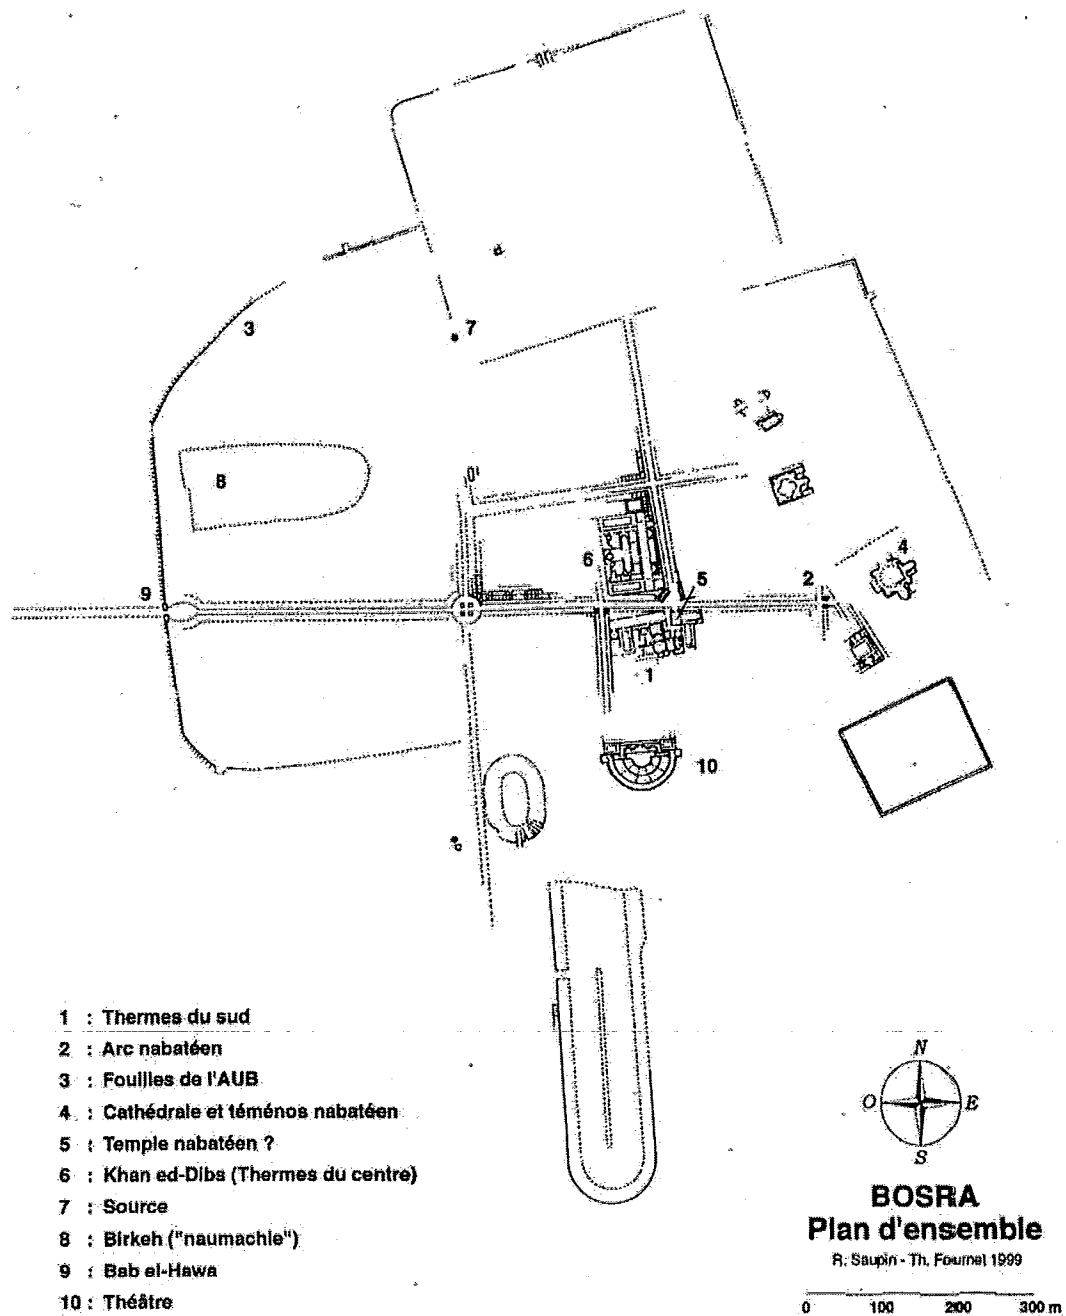 3
7
8
6
5
2
4
9
1
10
1 : Thermes du sud
2 : Arc nabatéen
3 : Fouilles de l'AUB
4 : Cathédrale et téménos nabatéen
5 : Temple nabatéen ?
6 : Khan ed-Dibs (Thermes du centre)
7 : Source
8 : Birkeh ("naumachie")
9 : Bab el-Hawa
10 : Théâtre
N
O E
S
BOSRA
Plan d'ensemble
R. Saupin - Th. Fournet 1999
0 100 200 300 m